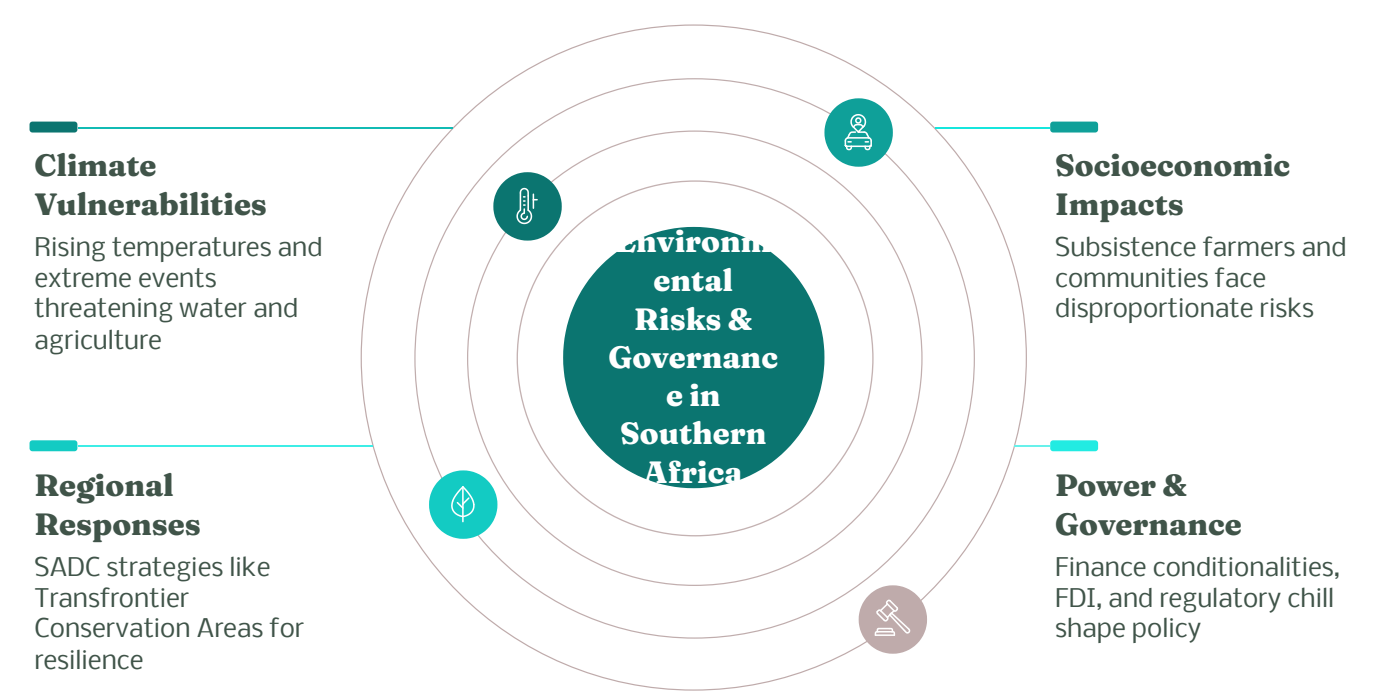 Climate
Vulnerabilities
Rising temperatures and
extreme events
threatening water and
agriculture
Regional
Responses
SADC strategies like
Transfrontier
Conservation Areas for
resilience
Environm
ental
Risks &
Governanc
e in
Southern
Africa
Socioeconomic
Impacts
Subsistence farmers and
communities face
disproportionate risks
Power &
Governance
Finance conditionalities,
FDI, and regulatory chill
shape policy